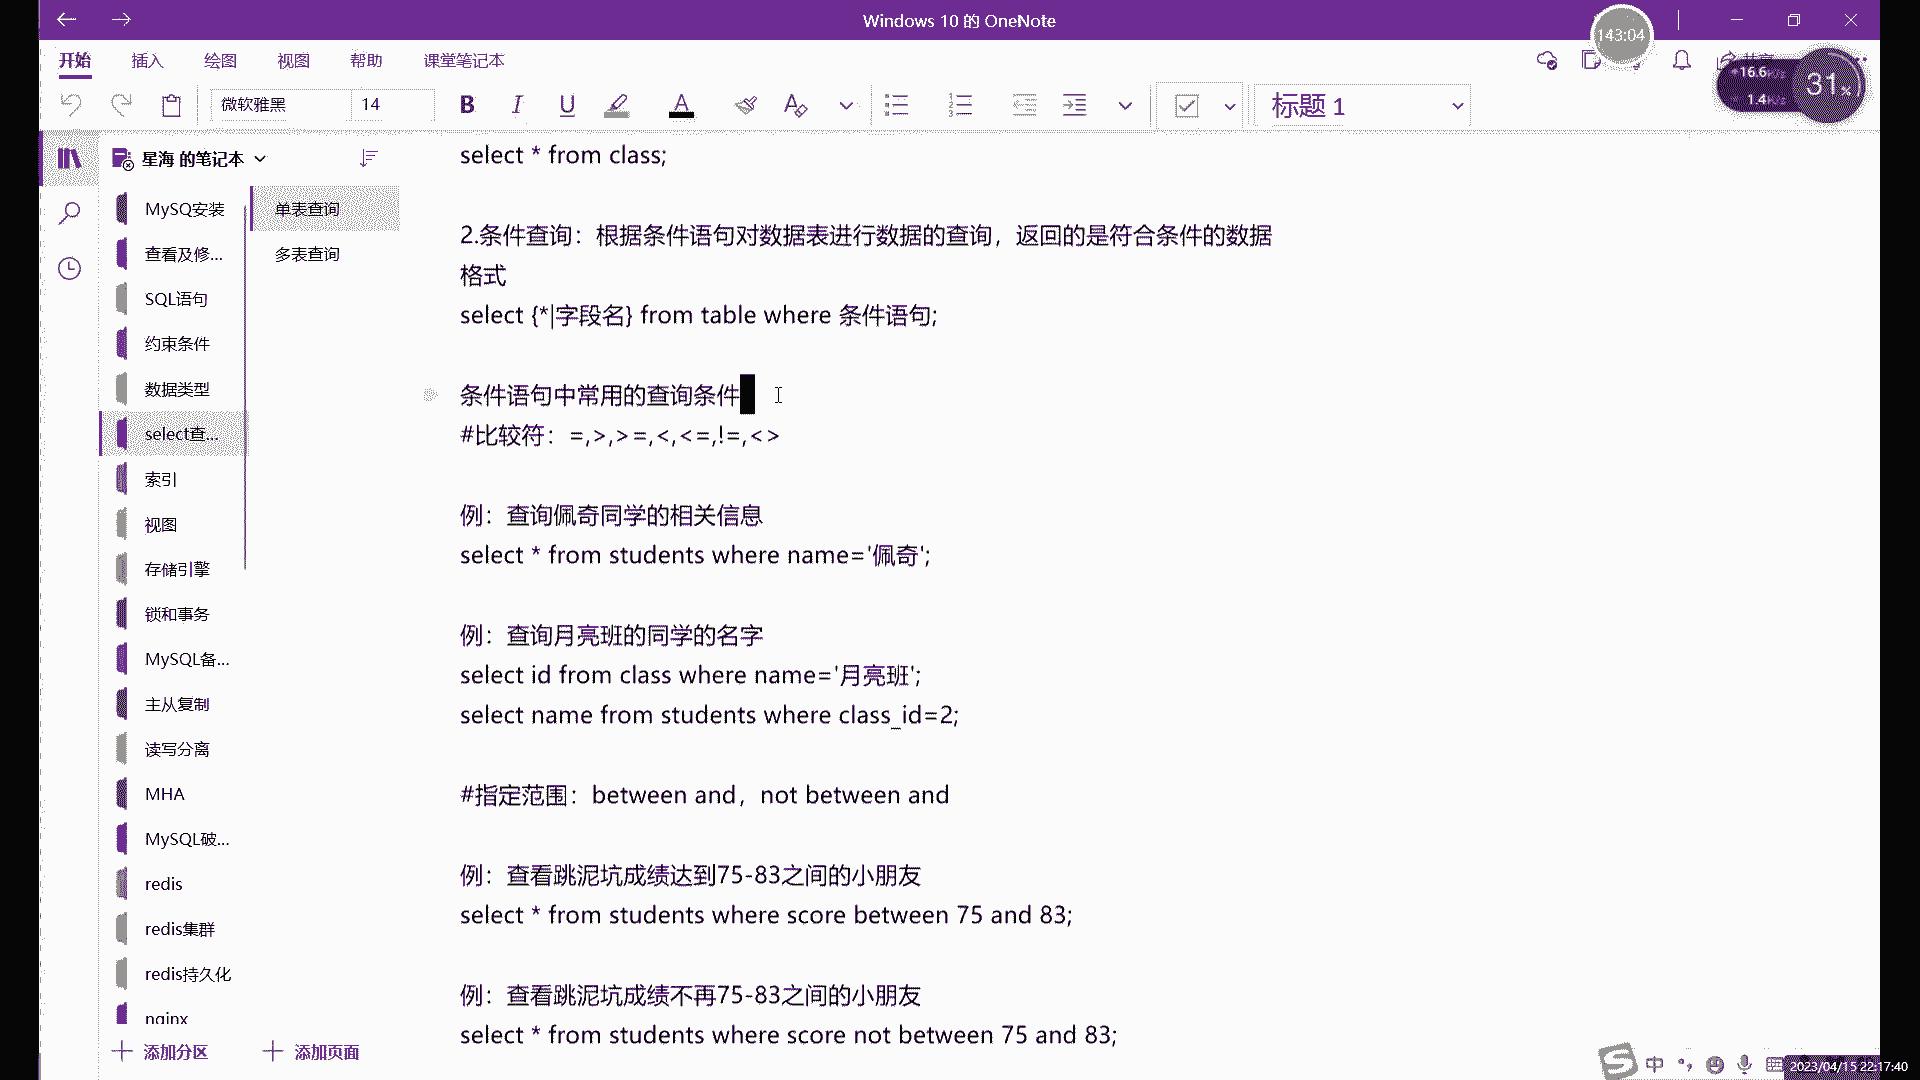 Windows 10 的 OneNote
143:04
开始 插入 绘图 视图 帮助 课堂笔记本
共享
+16.6K/s
1.4K/s
31%
微软雅黑 14 B I U A 标题 1
星海 的笔记本
MySQ安装
查看及修...
SQL语句
约束条件
数据类型
select查...
索引
视图
存储引擎
锁和事务
MySQL备...
主从复制
读写分离
MHA
MySQL破...
redis
redis集群
redis持久化
nginx
添加分区
单表查询
多表查询
添加页面
select * from class;
2.条件查询：根据条件语句对数据表进行数据的查询，返回的是符合条件的数据
格式
select {*|字段名} from table where 条件语句;
条件语句中常用的查询条件
#比较符：=,>,>=,<,<=,!=,<>
例：查询佩奇同学的相关信息
select * from students where name='佩奇';
例：查询月亮班的同学的名字
select id from class where name='月亮班';
select name from students where class_id=2;
#指定范围：between and，not between and
例：查看跳泥坑成绩达到75-83之间的小朋友
select * from students where score between 75 and 83;
例：查看跳泥坑成绩不再75-83之间的小朋友
select * from students where score not between 75 and 83;
中
2023/04/15 22:17:40